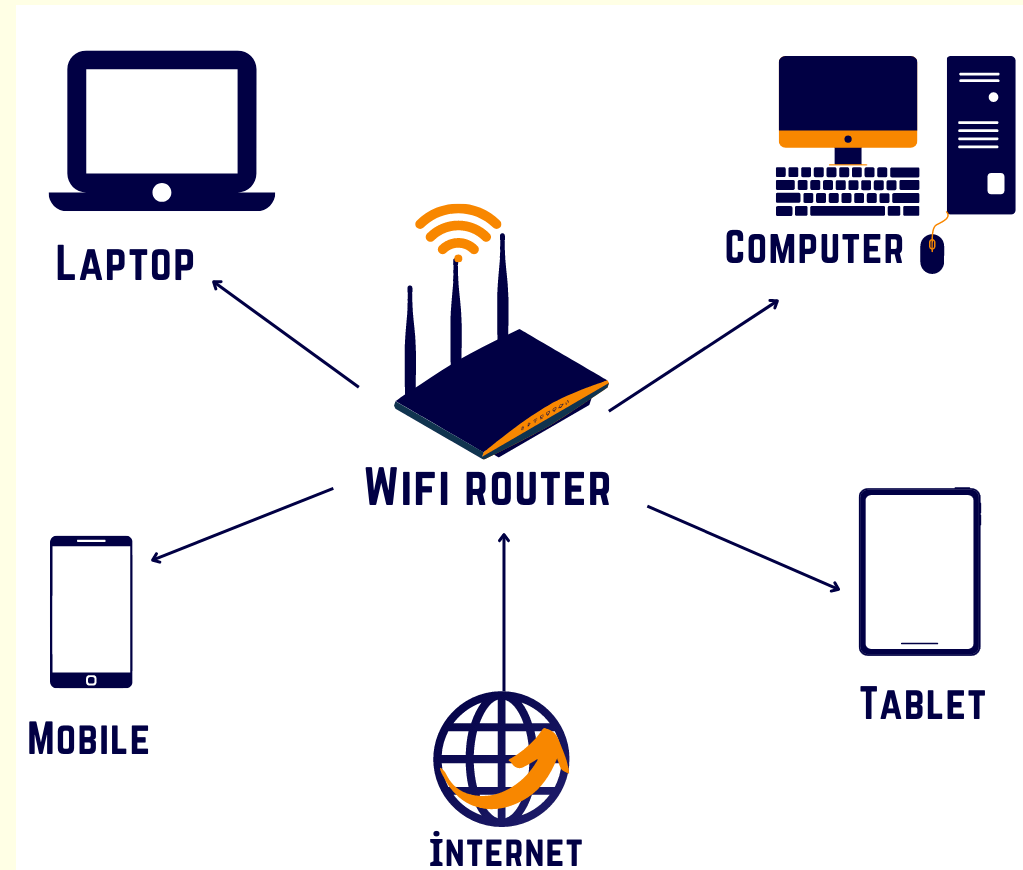 Laptop
Computer
Wifi router
Mobile
Tablet
İnternet